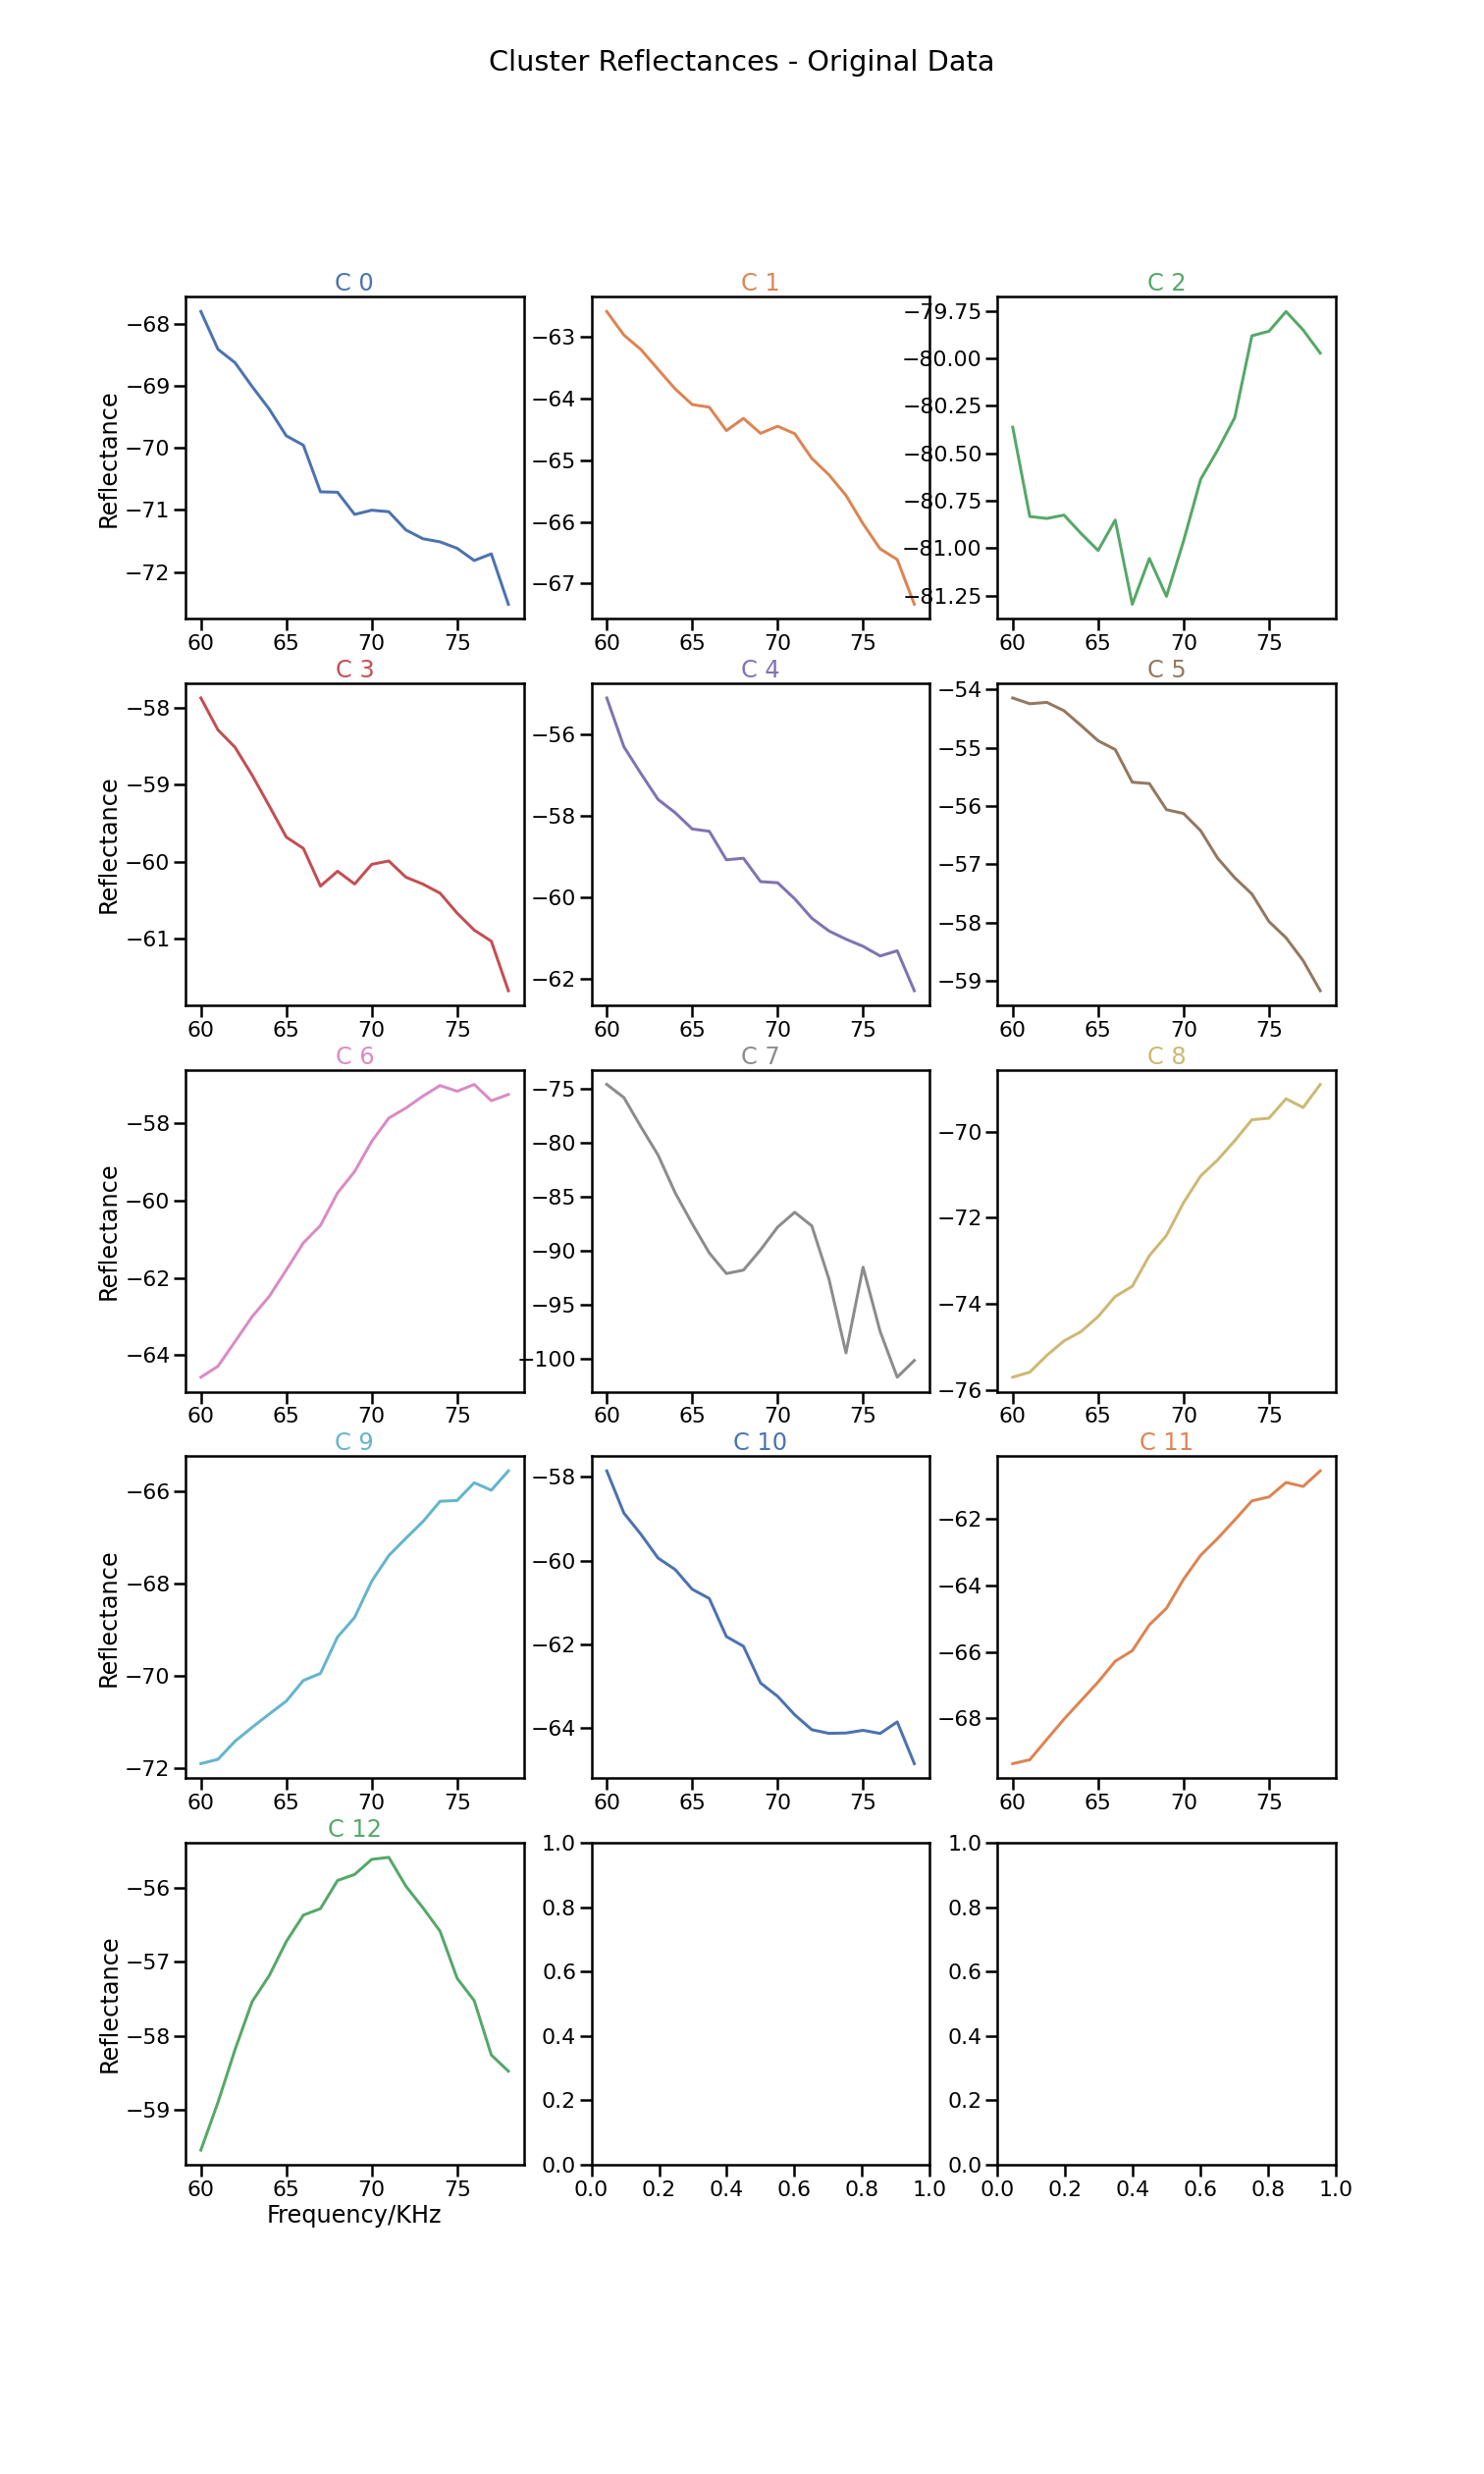 Cluster Reflectances - Original Data
C 0
C 1
C 2
Reflectance
−68
−69
−70
−71
−72
60 65 70 75
−63
−64
−65
−66
−67
60 65 70 75
−79.75
−80.00
−80.25
−80.50
−80.75
−81.00
−81.25
60 65 70 75
C 3
C 4
C 5
Reflectance
−58
−59
−60
−61
60 65 70 75
−56
−58
−60
−62
60 65 70 75
−54
−55
−56
−57
−58
−59
60 65 70 75
C 6
C 7
C 8
Reflectance
−58
−60
−62
−64
60 65 70 75
−75
−80
−85
−90
−95
−100
60 65 70 75
−70
−72
−74
−76
60 65 70 75
C 9
C 10
C 11
Reflectance
−66
−68
−70
−72
60 65 70 75
−58
−60
−62
−64
60 65 70 75
−62
−64
−66
−68
60 65 70 75
C 12
Reflectance
−56
−57
−58
−59
60 65 70 75
Frequency/KHz
1.0
0.8
0.6
0.4
0.2
0.0
0.0 0.2 0.4 0.6 0.8 1.0
1.0
0.8
0.6
0.4
0.2
0.0
0.0 0.2 0.4 0.6 0.8 1.0